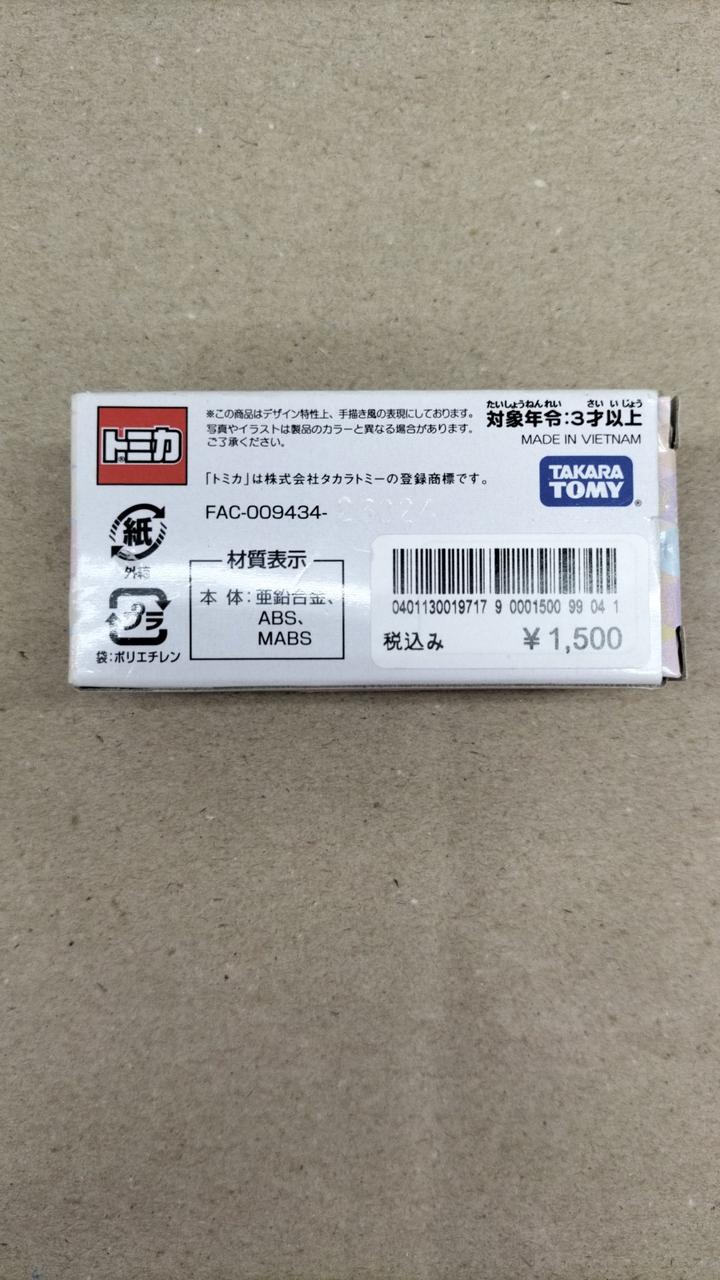 トミカ
※この商品はデザイン特性上、手描き風の表現にしております。
写真やイラストは製品のカラーと異なる場合があります。
ご了承ください。
たいしょうねんれい さい いじょう
対象年令:3才以上
MADE IN VIETNAM
「トミカ」は株式会社タカラトミーの登録商標です。
TAKARA
TOMY®
FAC-009434-
紙
外箱
プラ
袋:ポリエチレン
材質表示
本 体:亜鉛合金、
ABS、
MABS
0401130019717 9 0001500 99 04 1
税込み ¥1,500